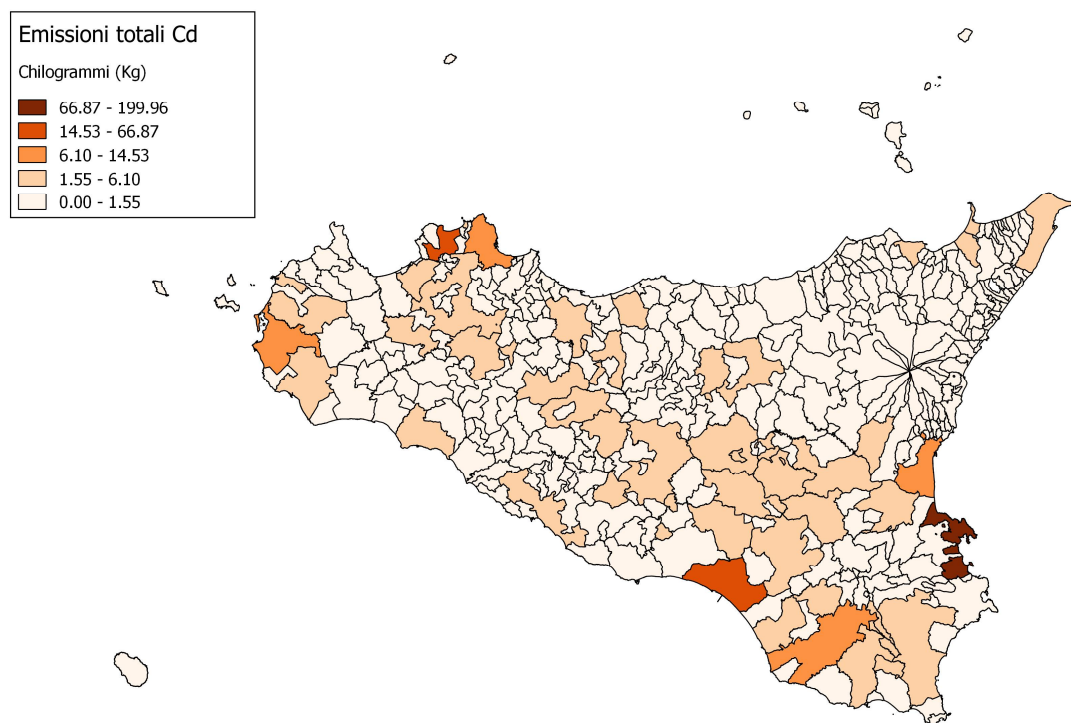 Emissioni totali Cd
Chilogrammi (Kg)
66.87 - 199.96
14.53 - 66.87
6.10 - 14.53
1.55 - 6.10
0.00 - 1.55